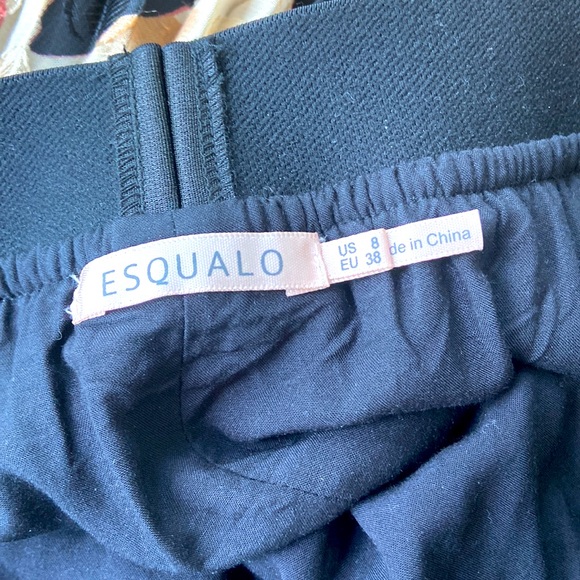 ESQUALO
US 8
EU 38
de in China